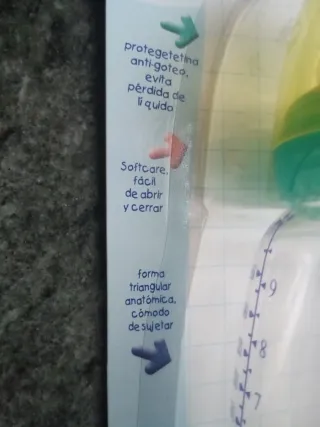 protegetetina
anti-goteo,
evita
pérdida de
líquido
Softcare,
fácil
de abrir
y cerrar
forma
triangular
anatómica,
cómodo
de sujetar
9
8
7